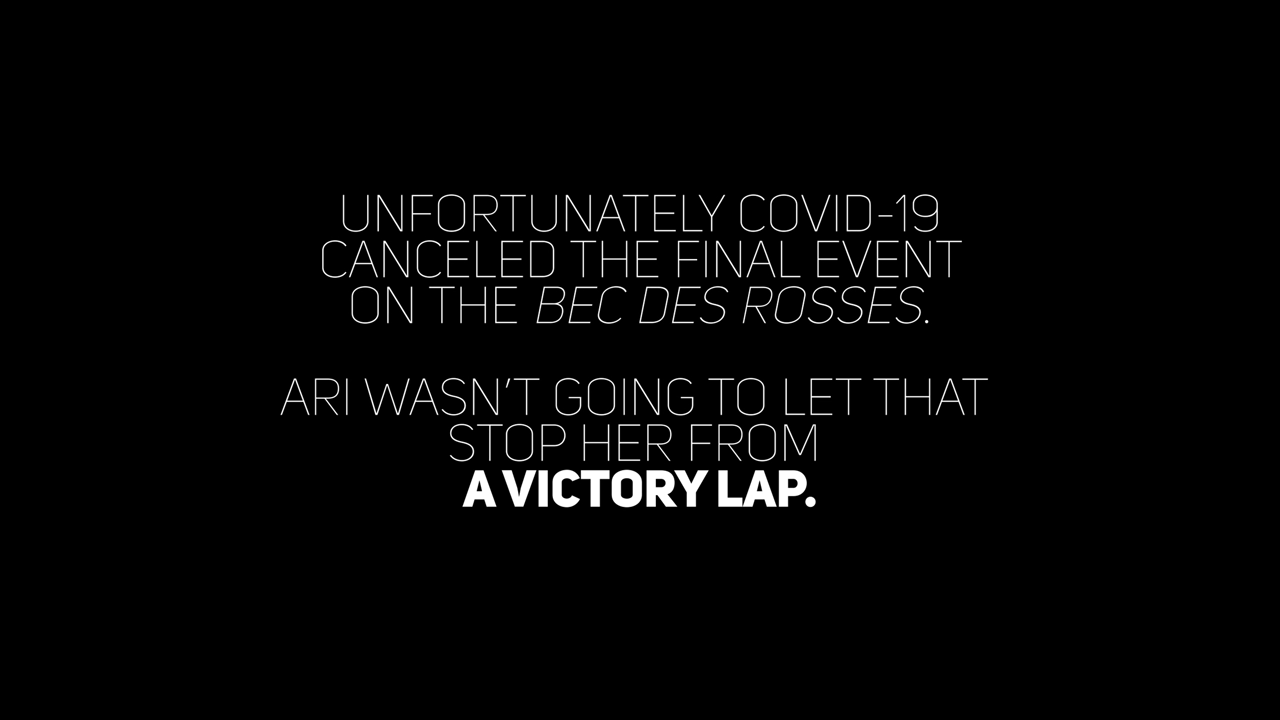 UNFORTUNATELY COVID-19
CANCELED THE FINAL EVENT
ON THE BEC DES ROSSES.
ARI WASN'T GOING TO LET THAT
STOP HER FROM
A VICTORY LAP.